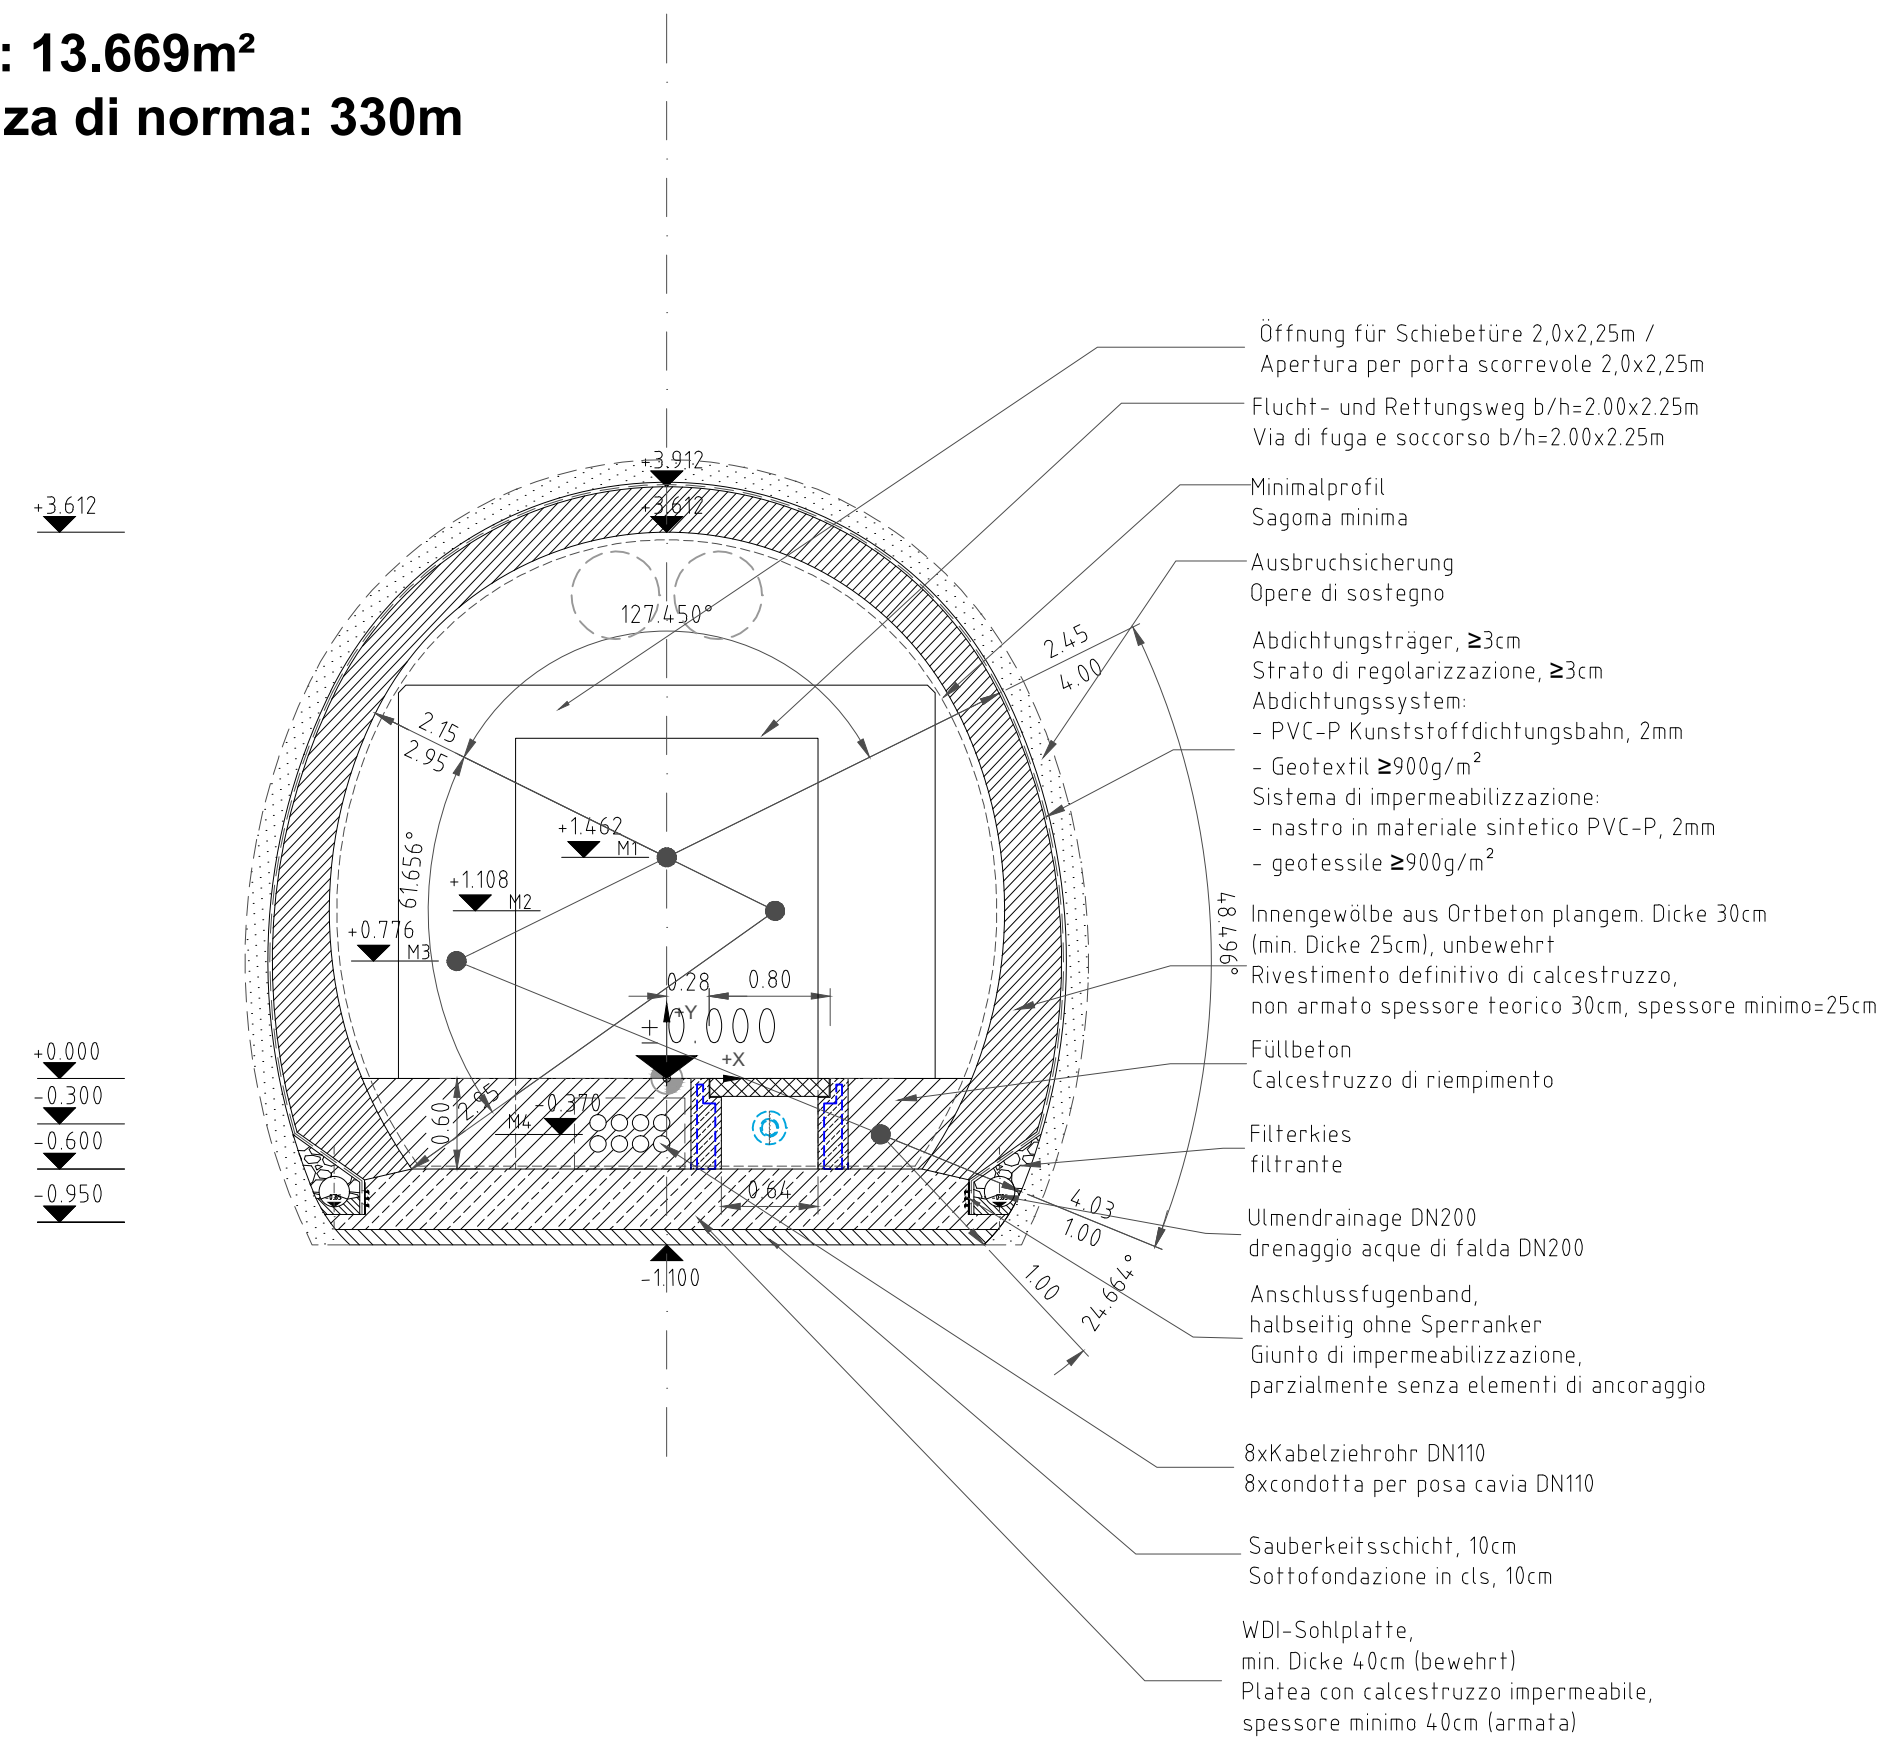 : 13.669m²
za di norma: 330m
Öffnung für Schiebetüre 2,0x2,25m /
Apertura per porta scorrevole 2,0x2,25m
Flucht- und Rettungsweg b/h=2.00x2.25m
Via di fuga e soccorso b/h=2.00x2.25m
+3.912
Minimalprofil
Sagoma minima
+3.612
+3.612
Ausbruchsicherung
Opere di sostegno
127.450°
2.45
4.00
Abdichtungsträger, ≥3cm
Strato di regolarizzazione, ≥3cm
Abdichtungssystem:
- PVC-P Kunststoffdichtungsbahn, 2mm
- Geotextil ≥900g/m²
Sistema di impermeabilizzazione:
- nastro in materiale sintetico PVC-P, 2mm
- geotessile ≥900g/m²
2.15
2.95
+1.462
M1
61.656°
+1.108
M2
+0.776
M3
48.496°
Innengewölbe aus Ortbeton plangem. Dicke 30cm
(min. Dicke 25cm), unbewehrt
Rivestimento definitivo di calcestruzzo,
non armato spessore teorico 30cm, spessore minimo=25cm
0.28
0.80
+Y
±0.000
+X
+0.000
-0.300
-0.600
-0.950
Füllbeton
Calcestruzzo di riempimento
0.60
2.85
-0.370
M4
Filterkies
filtrante
0.64
4.03
1.00
Ulmendrainage DN200
drenaggio acque di falda DN200
-1.100
1.00
24.664°
Anschlussfugenband,
halbseitig ohne Sperranker
Giunto di impermeabilizzazione,
parzialmente senza elementi di ancoraggio
8xKabelziehrohr DN110
8xcondotta per posa cavia DN110
Sauberkeitsschicht, 10cm
Sottofondazione in cls, 10cm
WDI-Sohlplatte,
min. Dicke 40cm (bewehrt)
Platea con calcestruzzo impermeabile,
spessore minimo 40cm (armata)